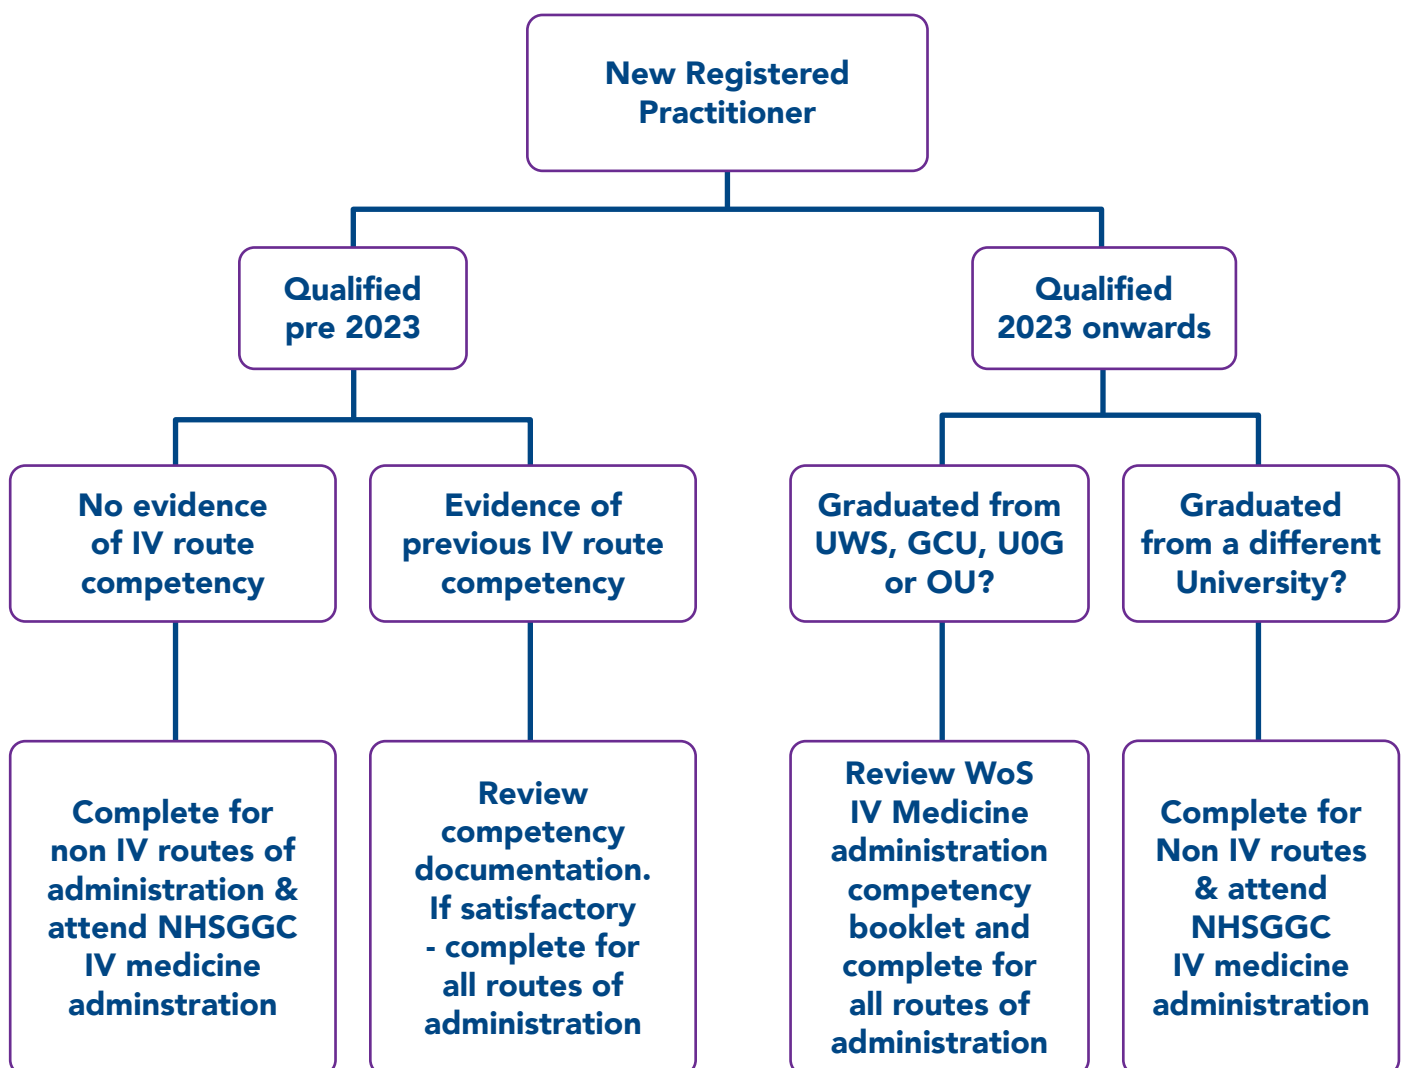 New Registered
Practitioner
Qualified
pre 2023
Qualified
2023 onwards
No evidence
of IV route
competency
Evidence of
previous IV route
competency
Graduated from
UWS, GCU, U0G
or OU?
Graduated
from a different
University?
Complete for
non IV routes of
administration &
attend NHSGGC
IV medicine
adminstration
Review
competency
documentation.
If satisfactory
- complete for
all routes of
administration
Review WoS
IV Medicine
administration
competency
booklet and
complete for
all routes of
administration
Complete for
Non IV routes
& attend
NHSGGC
IV medicine
administration